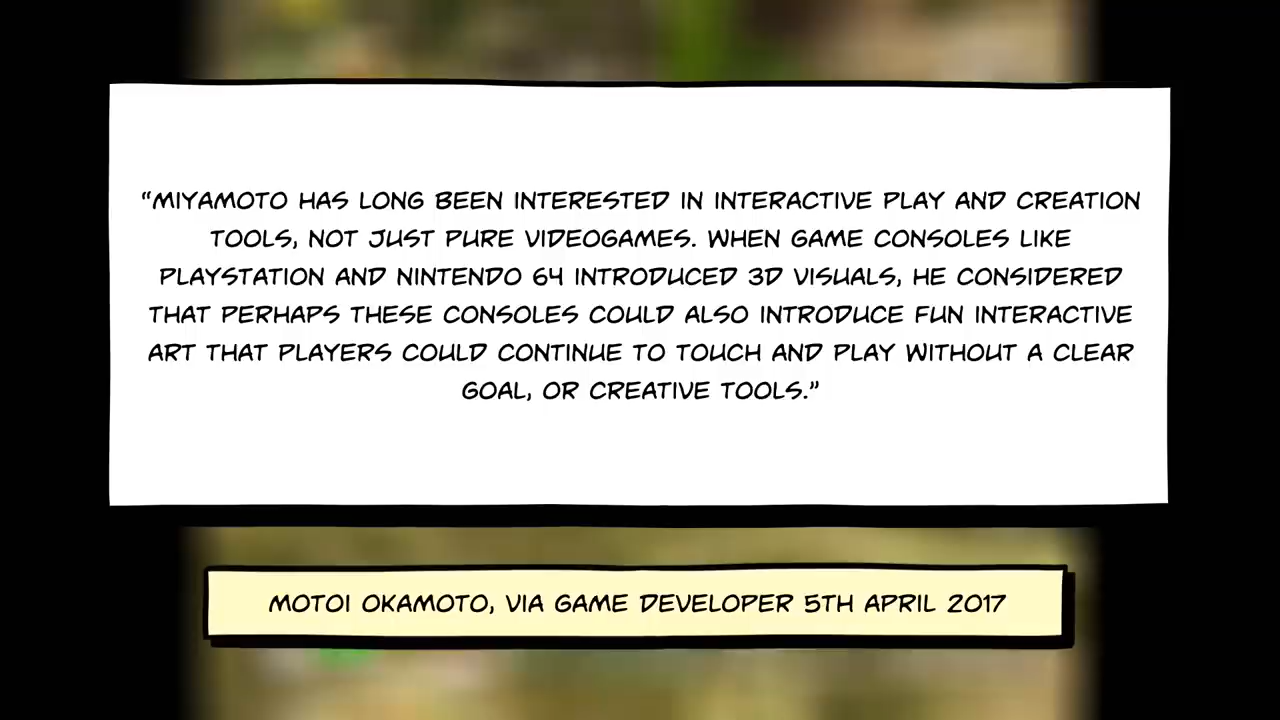 “MIYAMOTO HAS LONG BEEN INTERESTED IN INTERACTIVE PLAY AND CREATION
TOOLS, NOT JUST PURE VIDEOGAMES. WHEN GAME CONSOLES LIKE
PLAYSTATION AND NINTENDO 64 INTRODUCED 3D VISUALS, HE CONSIDERED
THAT PERHAPS THESE CONSOLES COULD ALSO INTRODUCE FUN INTERACTIVE
ART THAT PLAYERS COULD CONTINUE TO TOUCH AND PLAY WITHOUT A CLEAR
GOAL, OR CREATIVE TOOLS.”
MOTOI OKAMOTO, VIA GAME DEVELOPER 5TH APRIL 2017